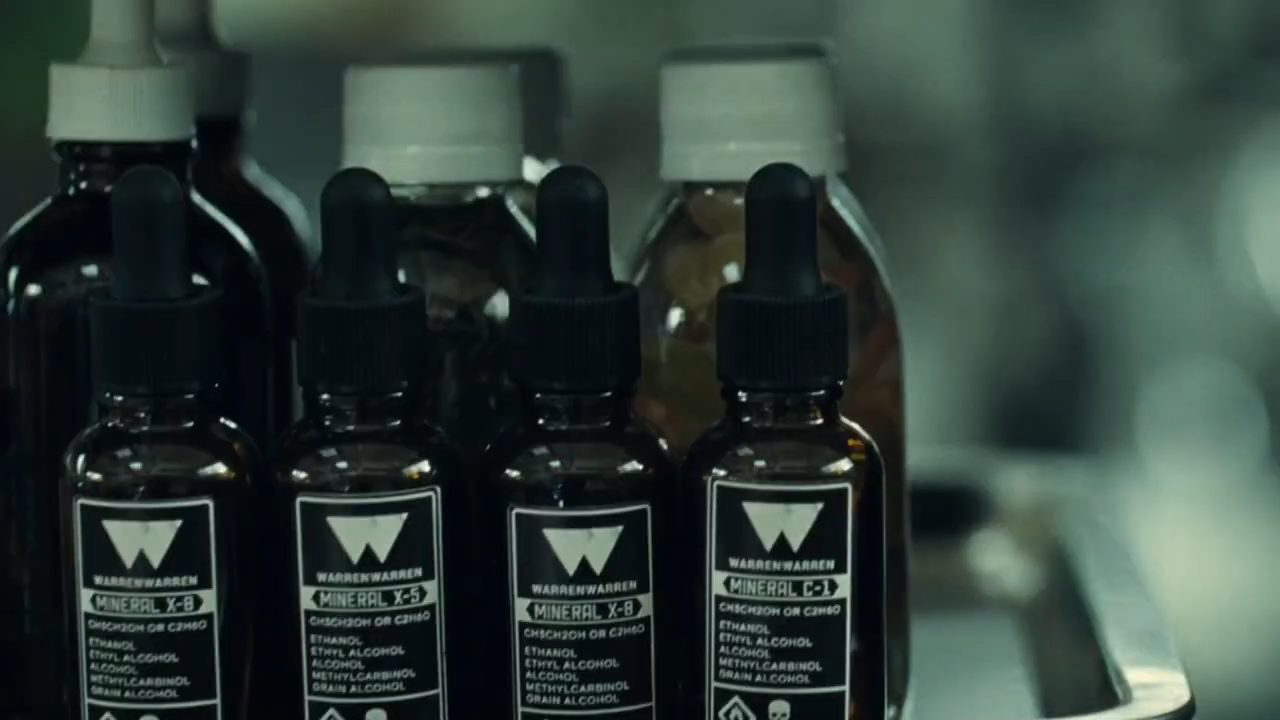 WARRENWARREN
MINERAL X-8
CH3CH2OH OR C2H6O
ETHANOL
ETHYL ALCOHOL
ALCOHOL
METHYLCARBINOL
GRAIN ALCOHOL
WARRENWARREN
MINERAL X-5
CH3CH2OH OR C2H6O
ETHANOL
ETHYL ALCOHOL
ALCOHOL
METHYLCARBINOL
GRAIN ALCOHOL
WARRENWARREN
MINERAL X-8
CH3CH2OH OR C2H6O
ETHANOL
ETHYL ALCOHOL
ALCOHOL
METHYLCARBINOL
GRAIN ALCOHOL
WARRENWARREN
MINERAL C-1
CH3CH2OH OR C2H6O
ETHANOL
ETHYL ALCOHOL
ALCOHOL
METHYLCARBINOL
GRAIN ALCOHOL